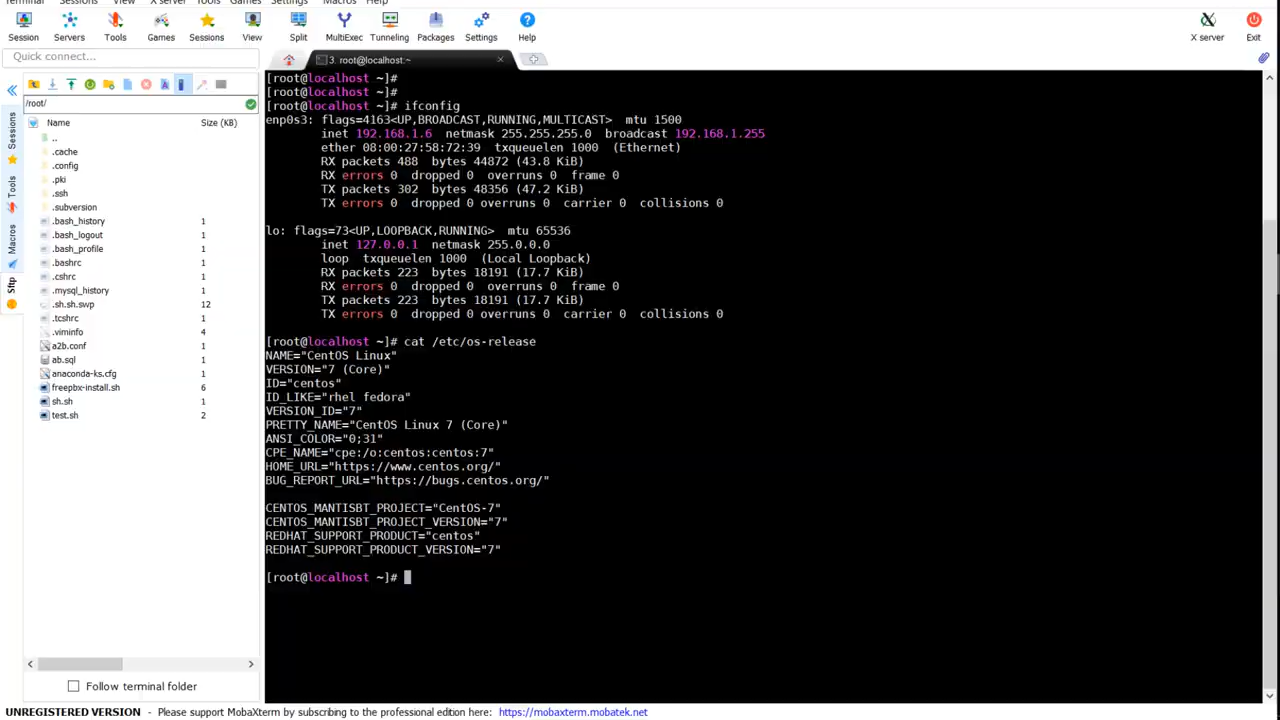 Terminal Sessions View X server Tools Games Settings Macros Help
Session Servers Tools Games Sessions View Split MultiExec Tunneling Packages Settings Help X server Exit
Quick connect...
3. root@localhost:~
/root/
Name Size (KB)
..
.cache
.config
.pki
.ssh
.subversion
.bash_history 1
.bash_logout 1
.bash_profile 1
.bashrc 1
.cshrc 1
.mysql_history 1
.sh.sh.swp 12
.tcshrc 1
.viminfo 4
a2b.conf 1
ab.sql 1
anaconda-ks.cfg 1
freepbx-install.sh 6
sh.sh 1
test.sh 2
Sessions
Tools
Macros
Sftp
Follow terminal folder
[root@localhost ~]#
[root@localhost ~]#
[root@localhost ~]# ifconfig
enp0s3: flags=4163<UP,BROADCAST,RUNNING,MULTICAST> mtu 1500
inet 192.168.1.6 netmask 255.255.255.0 broadcast 192.168.1.255
ether 08:00:27:58:72:39 txqueuelen 1000 (Ethernet)
RX packets 488 bytes 44872 (43.8 KiB)
RX errors 0 dropped 0 overruns 0 frame 0
TX packets 302 bytes 48356 (47.2 KiB)
TX errors 0 dropped 0 overruns 0 carrier 0 collisions 0
lo: flags=73<UP,LOOPBACK,RUNNING> mtu 65536
inet 127.0.0.1 netmask 255.0.0.0
loop txqueuelen 1000 (Local Loopback)
RX packets 223 bytes 18191 (17.7 KiB)
RX errors 0 dropped 0 overruns 0 frame 0
TX packets 223 bytes 18191 (17.7 KiB)
TX errors 0 dropped 0 overruns 0 carrier 0 collisions 0
[root@localhost ~]# cat /etc/os-release
NAME="CentOS Linux"
VERSION="7 (Core)"
ID="centos"
ID_LIKE="rhel fedora"
VERSION_ID="7"
PRETTY_NAME="CentOS Linux 7 (Core)"
ANSI_COLOR="0;31"
CPE_NAME="cpe:/o:centos:centos:7"
HOME_URL="https://www.centos.org/"
BUG_REPORT_URL="https://bugs.centos.org/"
CENTOS_MANTISBT_PROJECT="CentOS-7"
CENTOS_MANTISBT_PROJECT_VERSION="7"
REDHAT_SUPPORT_PRODUCT="centos"
REDHAT_SUPPORT_PRODUCT_VERSION="7"
[root@localhost ~]#
UNREGISTERED VERSION - Please support MobaXterm by subscribing to the professional edition here: https://mobaxterm.mobatek.net